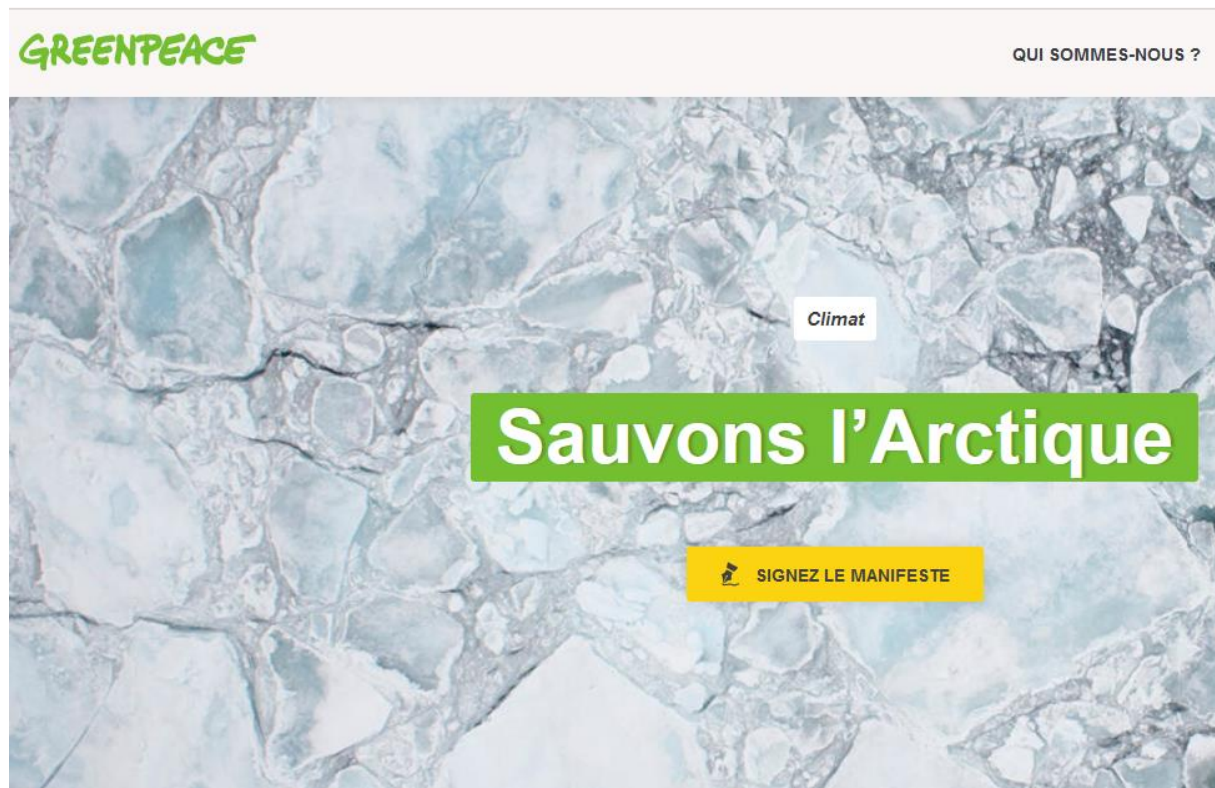 GREENPEACE
QUI SOMMES-NOUS ?
Climat
Sauvons l’Arctique
SIGNEZ LE MANIFESTE